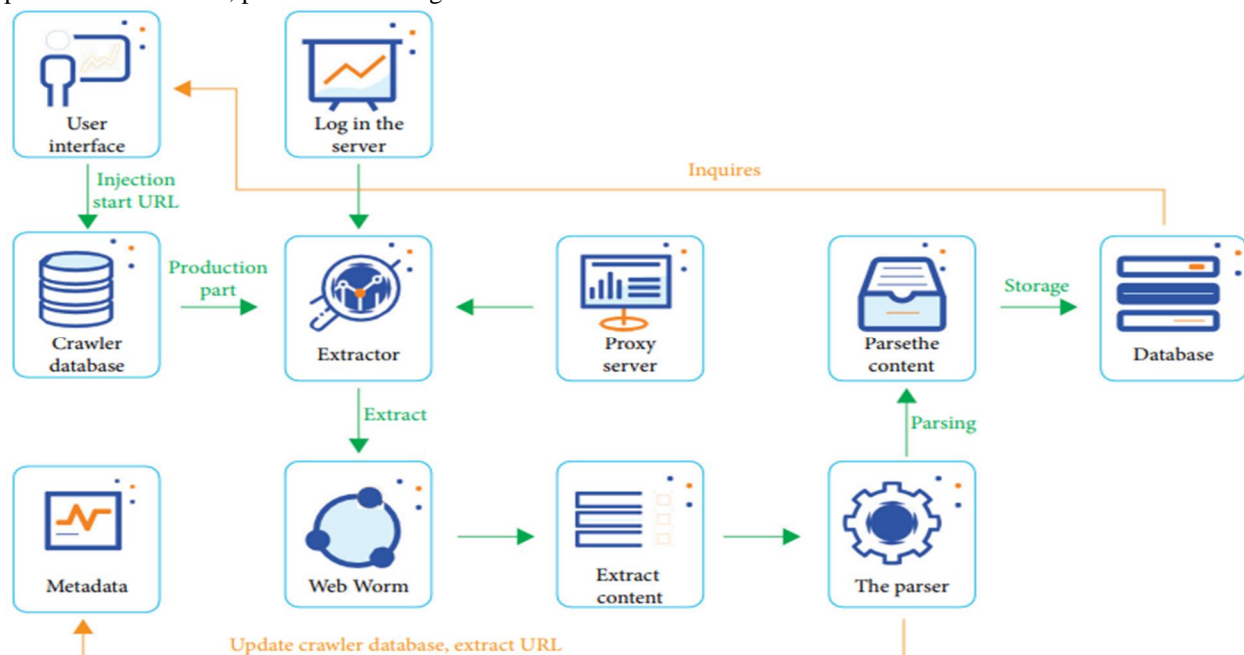 User
interface
Log in the
server
Inquires
Injection
start URL
Crawler
database
Production
part
Extractor
Proxy
server
Parsethe
content
Storage
Database
Extract
Parsing
Metadata
Web Worm
Extract
content
The parser
Update crawler database, extract URL